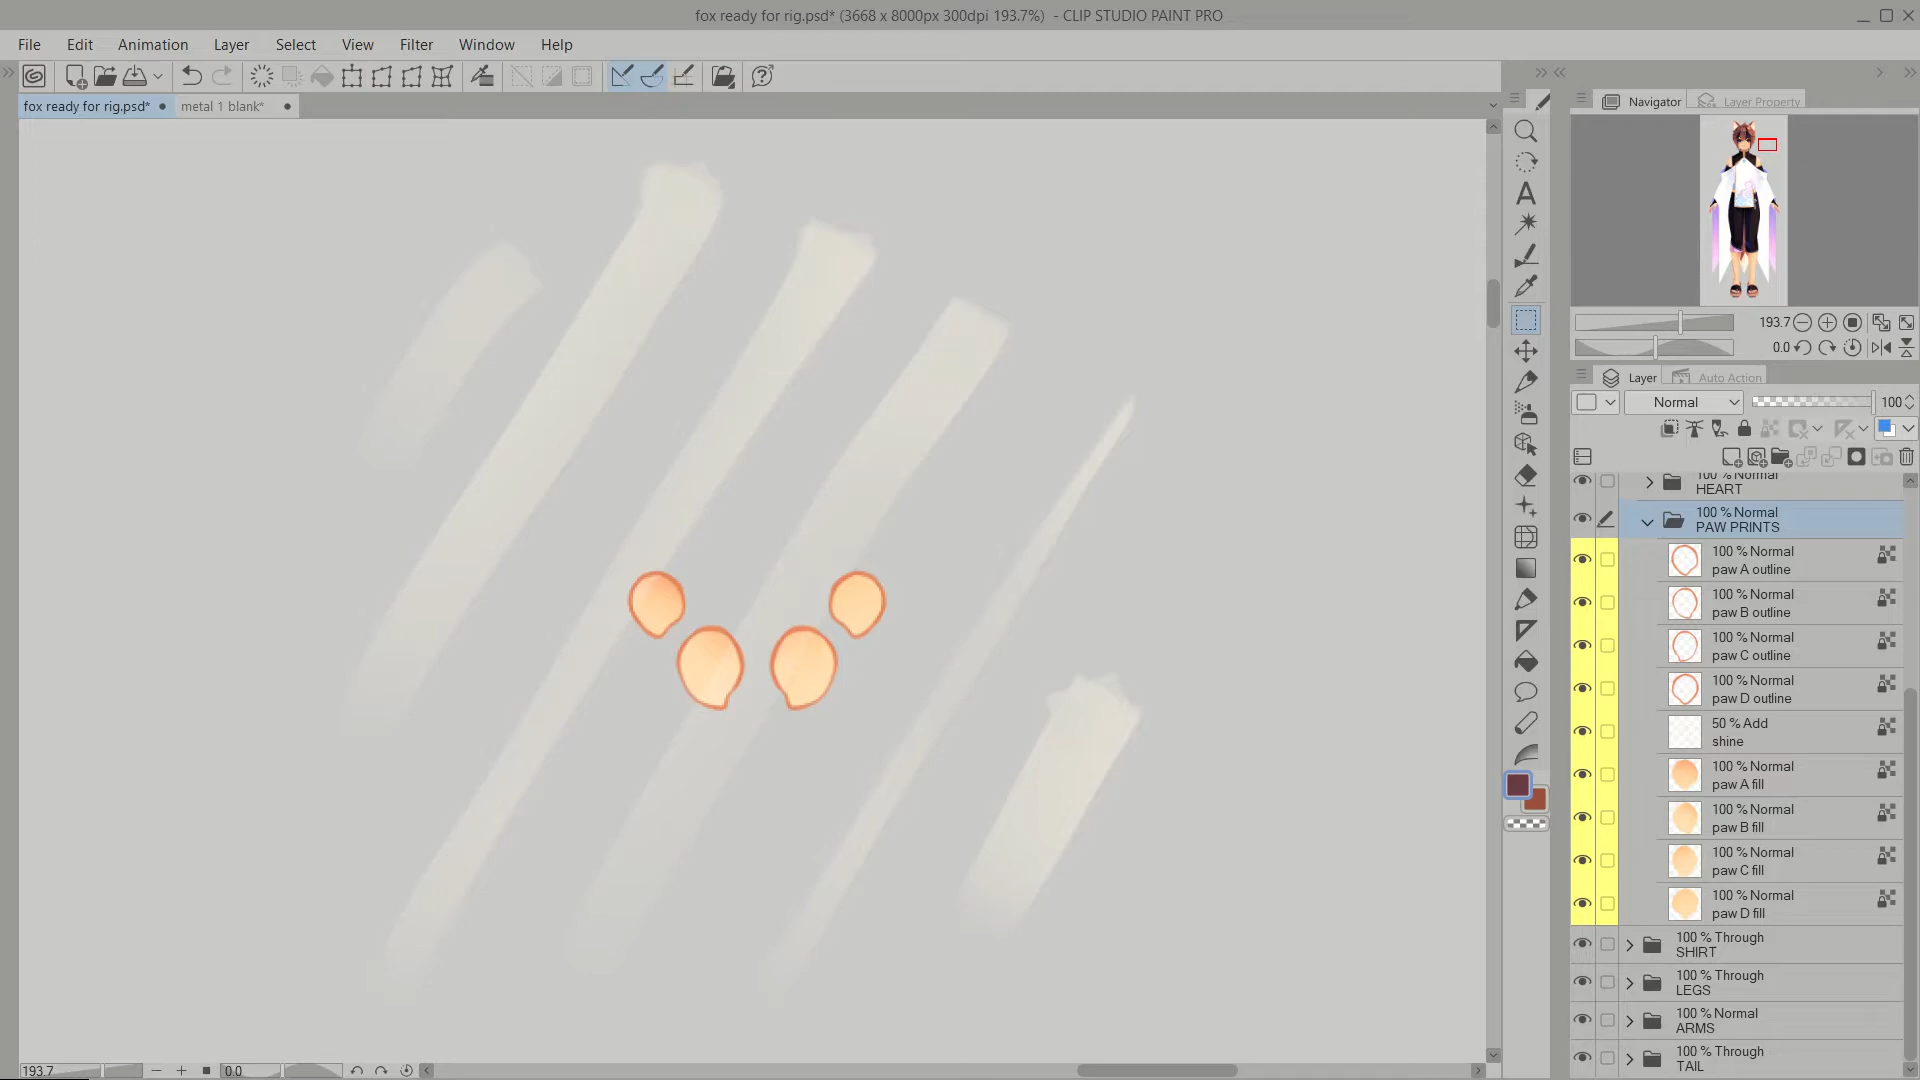 fox ready for rig.psd* (3668 x 8000px 300dpi 193.7%) - CLIP STUDIO PAINT PRO
File Edit Animation Layer Select View Filter Window Help
fox ready for rig.psd* metal 1 blank*
Navigator Layer Property
193.7
0.0
Layer Auto Action
Normal 100
100 % Normal
HEART
100 % Normal
PAW PRINTS
100 % Normal
paw A outline
100 % Normal
paw B outline
100 % Normal
paw C outline
100 % Normal
paw D outline
50 % Add
shine
100 % Normal
paw A fill
100 % Normal
paw B fill
100 % Normal
paw C fill
100 % Normal
paw D fill
100 % Through
SHIRT
100 % Through
LEGS
100 % Normal
ARMS
100 % Through
TAIL
193.7 0.0